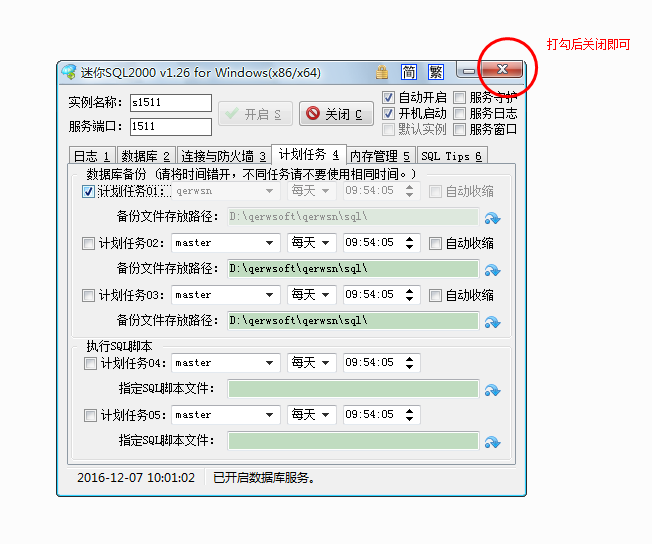 打勾后关闭即可
迷你SQL2000 v1.26 for Windows(x86/x64) 简 繁
实例名称: s1511 开启 S 关闭 C 自动开启 服务守护
服务端口: 1511 开机启动 服务日志
默认实例 服务窗口
日志 1 数据库 2 连接与防火墙 3 计划任务 4 内存管理 5 SQL Tips 6
数据库备份 (请将时间错开，不同任务请不要使用相同时间。)
计划任务01: qerwsn 每天 09:54:05 自动收缩
备份文件存放路径: D:\qerwsoft\qerwsn\sql\
计划任务02: master 每天 09:54:05 自动收缩
备份文件存放路径: D:\qerwsoft\qerwsn\sql\
计划任务03: master 每天 09:54:05 自动收缩
备份文件存放路径: D:\qerwsoft\qerwsn\sql\
执行SQL脚本
计划任务04: master 每天 09:54:05
指定SQL脚本文件:
计划任务05: master 每天 09:54:05
指定SQL脚本文件:
2016-12-07 10:01:02 已开启数据库服务。